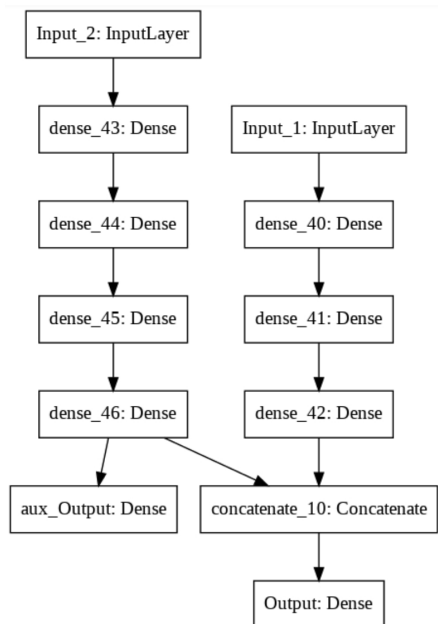 Input_2: InputLayer
dense_43: Dense
Input_1: InputLayer
dense_44: Dense
dense_40: Dense
dense_45: Dense
dense_41: Dense
dense_46: Dense
dense_42: Dense
aux_Output: Dense
concatenate_10: Concatenate
Output: Dense